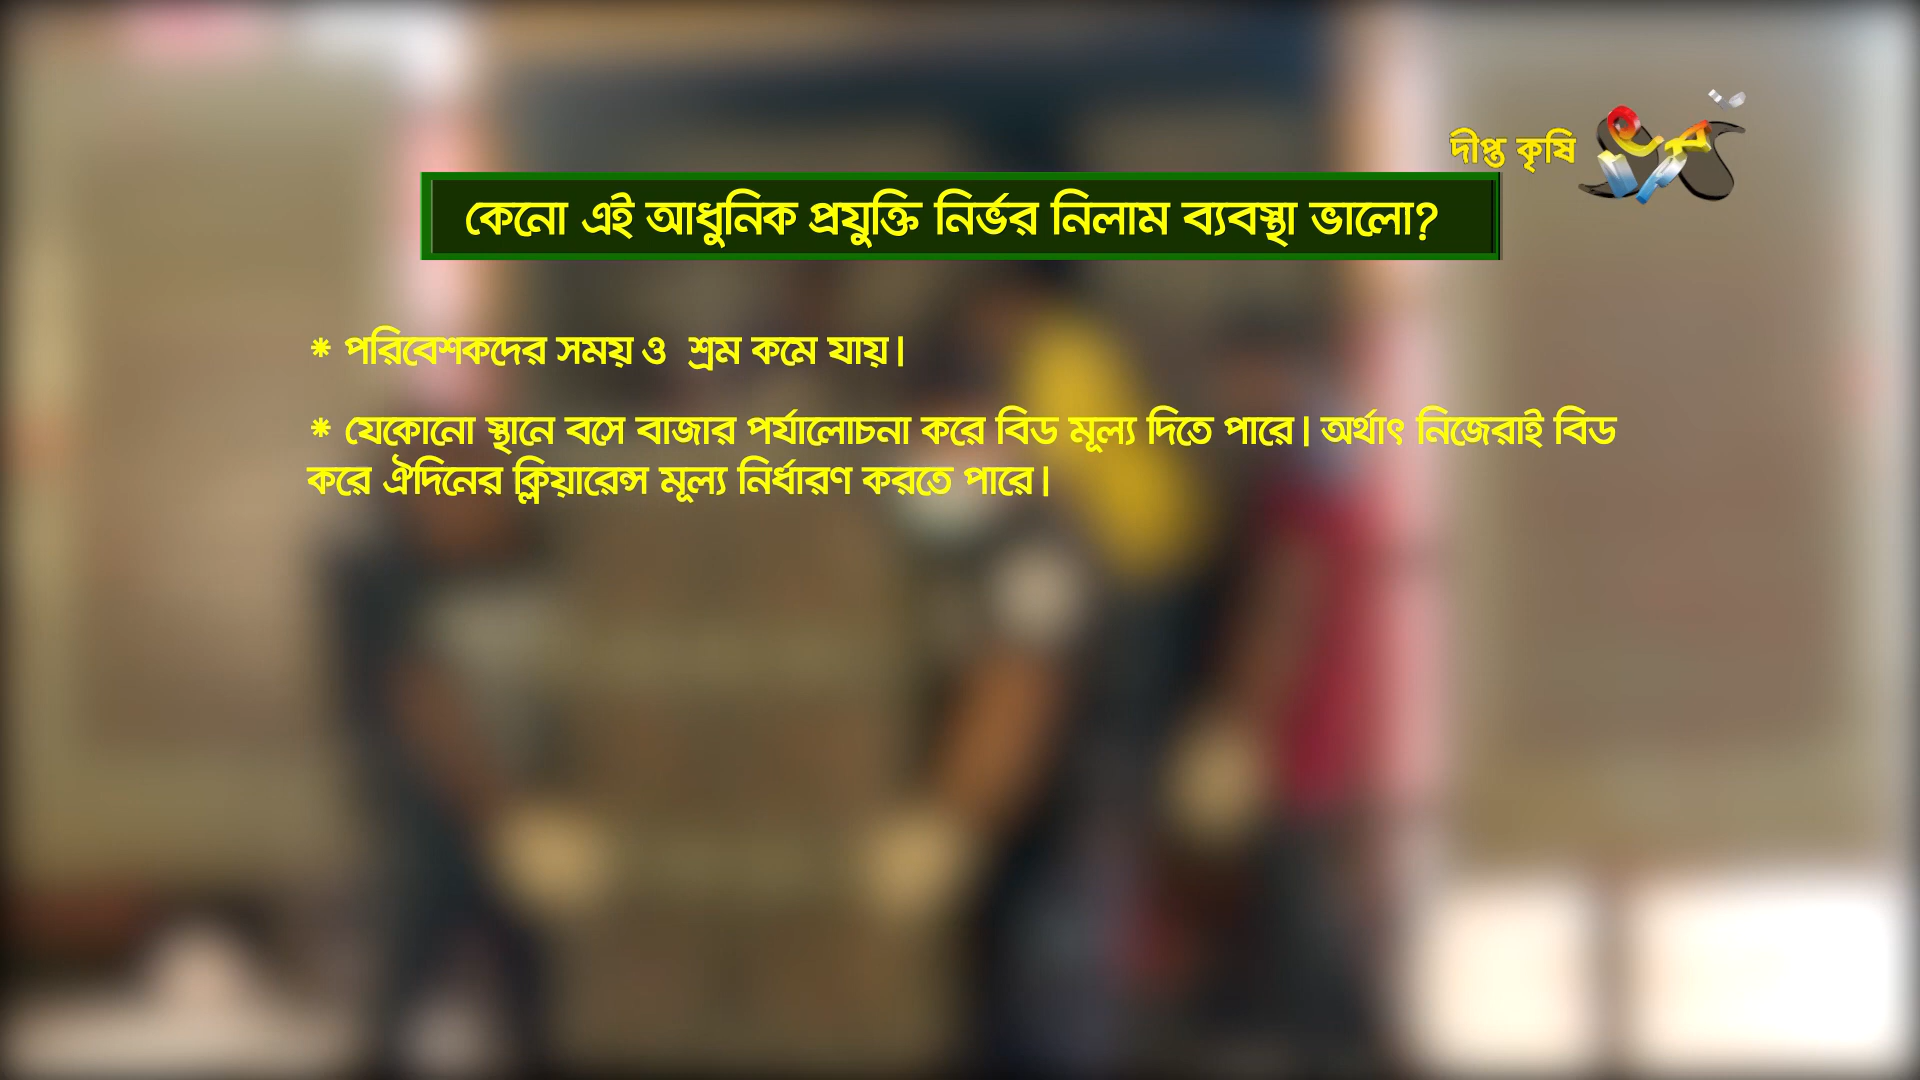 দীপ্ত কৃষি
কেনো এই আধুনিক প্রযুক্তি নির্ভর নিলাম ব্যবস্থা ভালো?
* পরিবেশকদের সময় ও শ্রম কমে যায়।
* যেকোনো স্থানে বসে বাজার পর্যালোচনা করে বিড মূল্য দিতে পারে। অর্থাৎ নিজেরাই বিড
করে ঐদিনের ক্লিয়ারেন্স মূল্য নির্ধারণ করতে পারে।